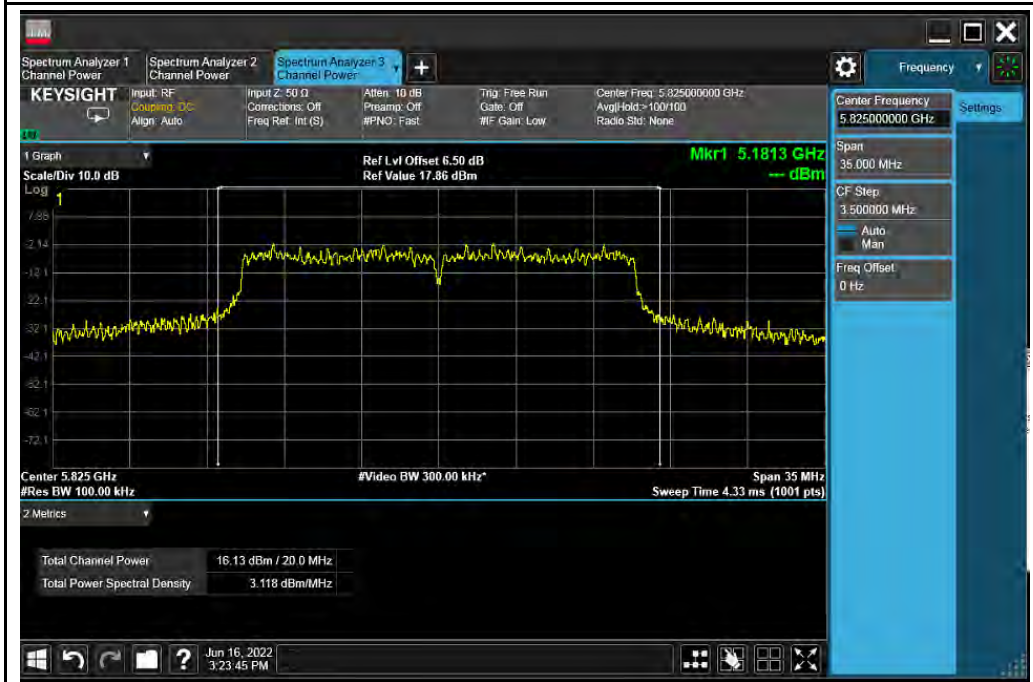 Spectrum Analyzer 1
Channel Power
Spectrum Analyzer 2
Channel Power
Spectrum Analyzer 3
Channel Power
+
Frequency
KEYSIGHT
Input: RF
Coupling: DC
Align: Auto
Input Z: 50 Ω
Corrections: Off
Freq Ref: Int (S)
Atten: 10 dB
Preamp: Off
#PNO: Fast
Trig: Free Run
Gate: Off
#IF Gain: Low
Center Freq: 5.825000000 GHz
Avg|Hold:>100/100
Radio Std: None
Center Frequency
5.825000000 GHz
Settings
Span
35.000 MHz
CF Step
3.500000 MHz
Auto
Man
Freq Offset
0 Hz
1 Graph
Scale/Div 10.0 dB
Ref Lvl Offset 6.50 dB
Ref Value 17.86 dBm
Mkr1 5.1813 GHz
--- dBm
Log
1
-2.14
-12.1
-22.1
-32.1
-42.1
-52.1
-62.1
-72.1
Center 5.825 GHz
#Video BW 300.00 kHz*
Span 35 MHz
#Res BW 100.00 kHz
Sweep Time 4.33 ms (1001 pts)
2 Metrics
Total Channel Power
16.13 dBm / 20.0 MHz
Total Power Spectral Density
3.118 dBm/MHz
?
Jun 16, 2022
3:23:45 PM